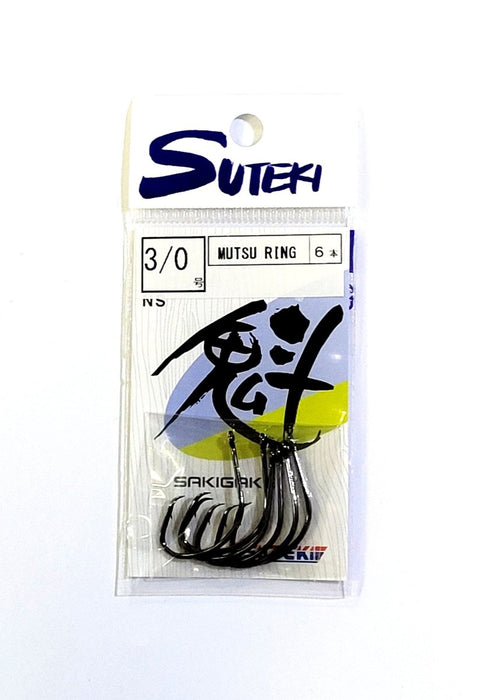 SUTEKI
3/0号 MUTSU RING 6本
NS
魁
SAKIGAK